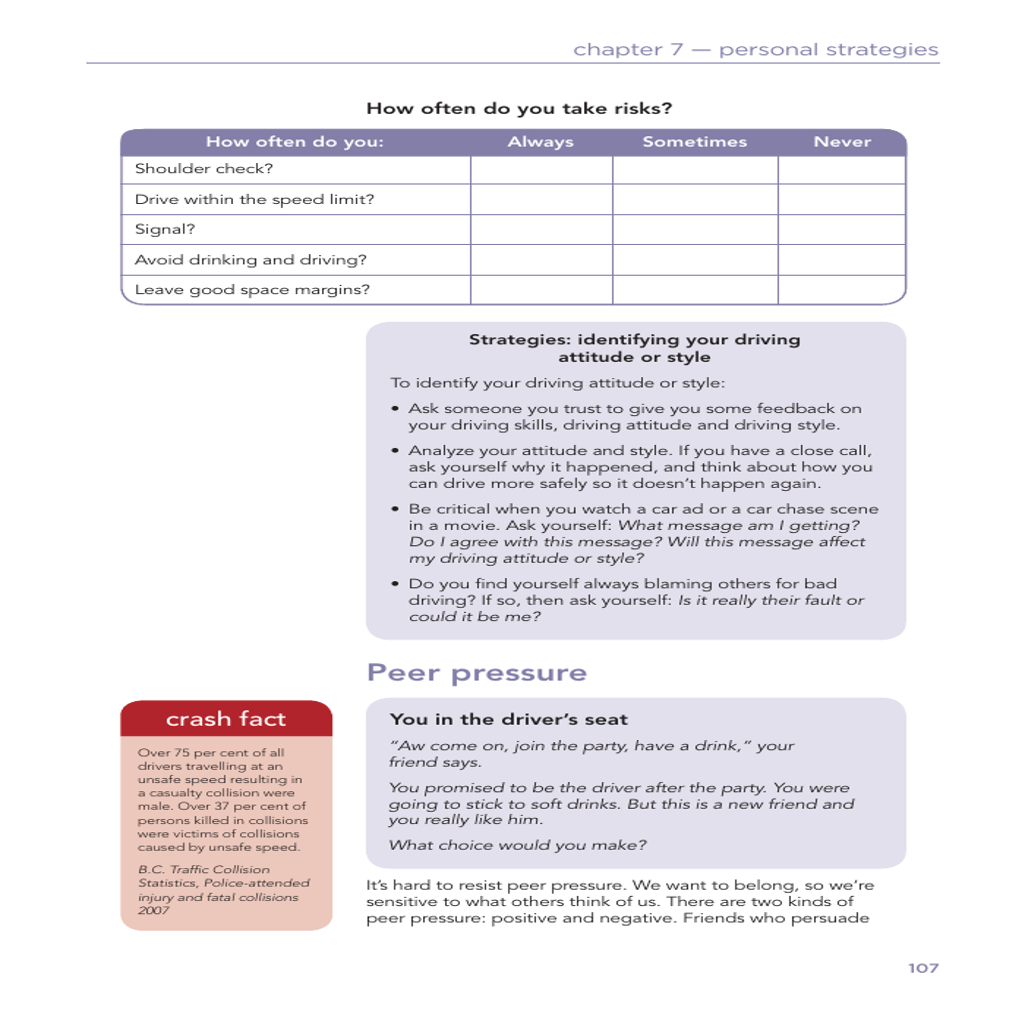 chapter 7 — personal strategies
How often do you take risks?
How often do you: Always Sometimes Never
Shoulder check?
Drive within the speed limit?
Signal?
Avoid drinking and driving?
Leave good space margins?
Strategies: identifying your driving
attitude or style
To identify your driving attitude or style:
• Ask someone you trust to give you some feedback on
your driving skills, driving attitude and driving style.
• Analyze your attitude and style. If you have a close call,
ask yourself why it happened, and think about how you
can drive more safely so it doesn’t happen again.
• Be critical when you watch a car ad or a car chase scene
in a movie. Ask yourself: What message am I getting?
Do I agree with this message? Will this message affect
my driving attitude or style?
• Do you find yourself always blaming others for bad
driving? If so, then ask yourself: Is it really their fault or
could it be me?
Peer pressure
crash fact
Over 75 per cent of all
drivers travelling at an
unsafe speed resulting in
a casualty collision were
male. Over 37 per cent of
persons killed in collisions
were victims of collisions
caused by unsafe speed.
B.C. Traffic Collision
Statistics, Police-attended
injury and fatal collisions
2007
You in the driver’s seat
“Aw come on, join the party, have a drink,” your
friend says.
You promised to be the driver after the party. You were
going to stick to soft drinks. But this is a new friend and
you really like him.
What choice would you make?
It’s hard to resist peer pressure. We want to belong, so we’re
sensitive to what others think of us. There are two kinds of
peer pressure: positive and negative. Friends who persuade
107